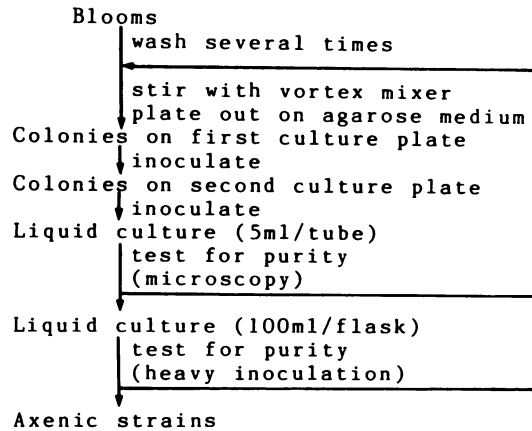 Blooms
wash several times
stir with vortex mixer
plate out on agarose medium
Colonies on first culture plate
inoculate
Colonies on second culture plate
inoculate
Liquid culture (5ml/tube)
test for purity
(microscopy)
Liquid culture (100ml/flask)
test for purity
(heavy inoculation)
Axenic strains